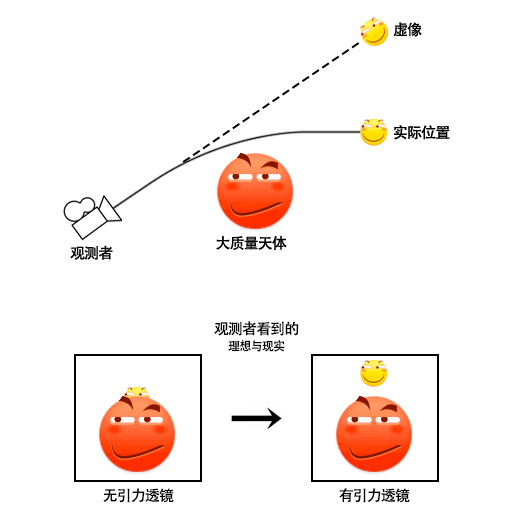 虚像
实际位置
大质量天体
观测者
观测者看到的
理想与现实
无引力透镜
有引力透镜